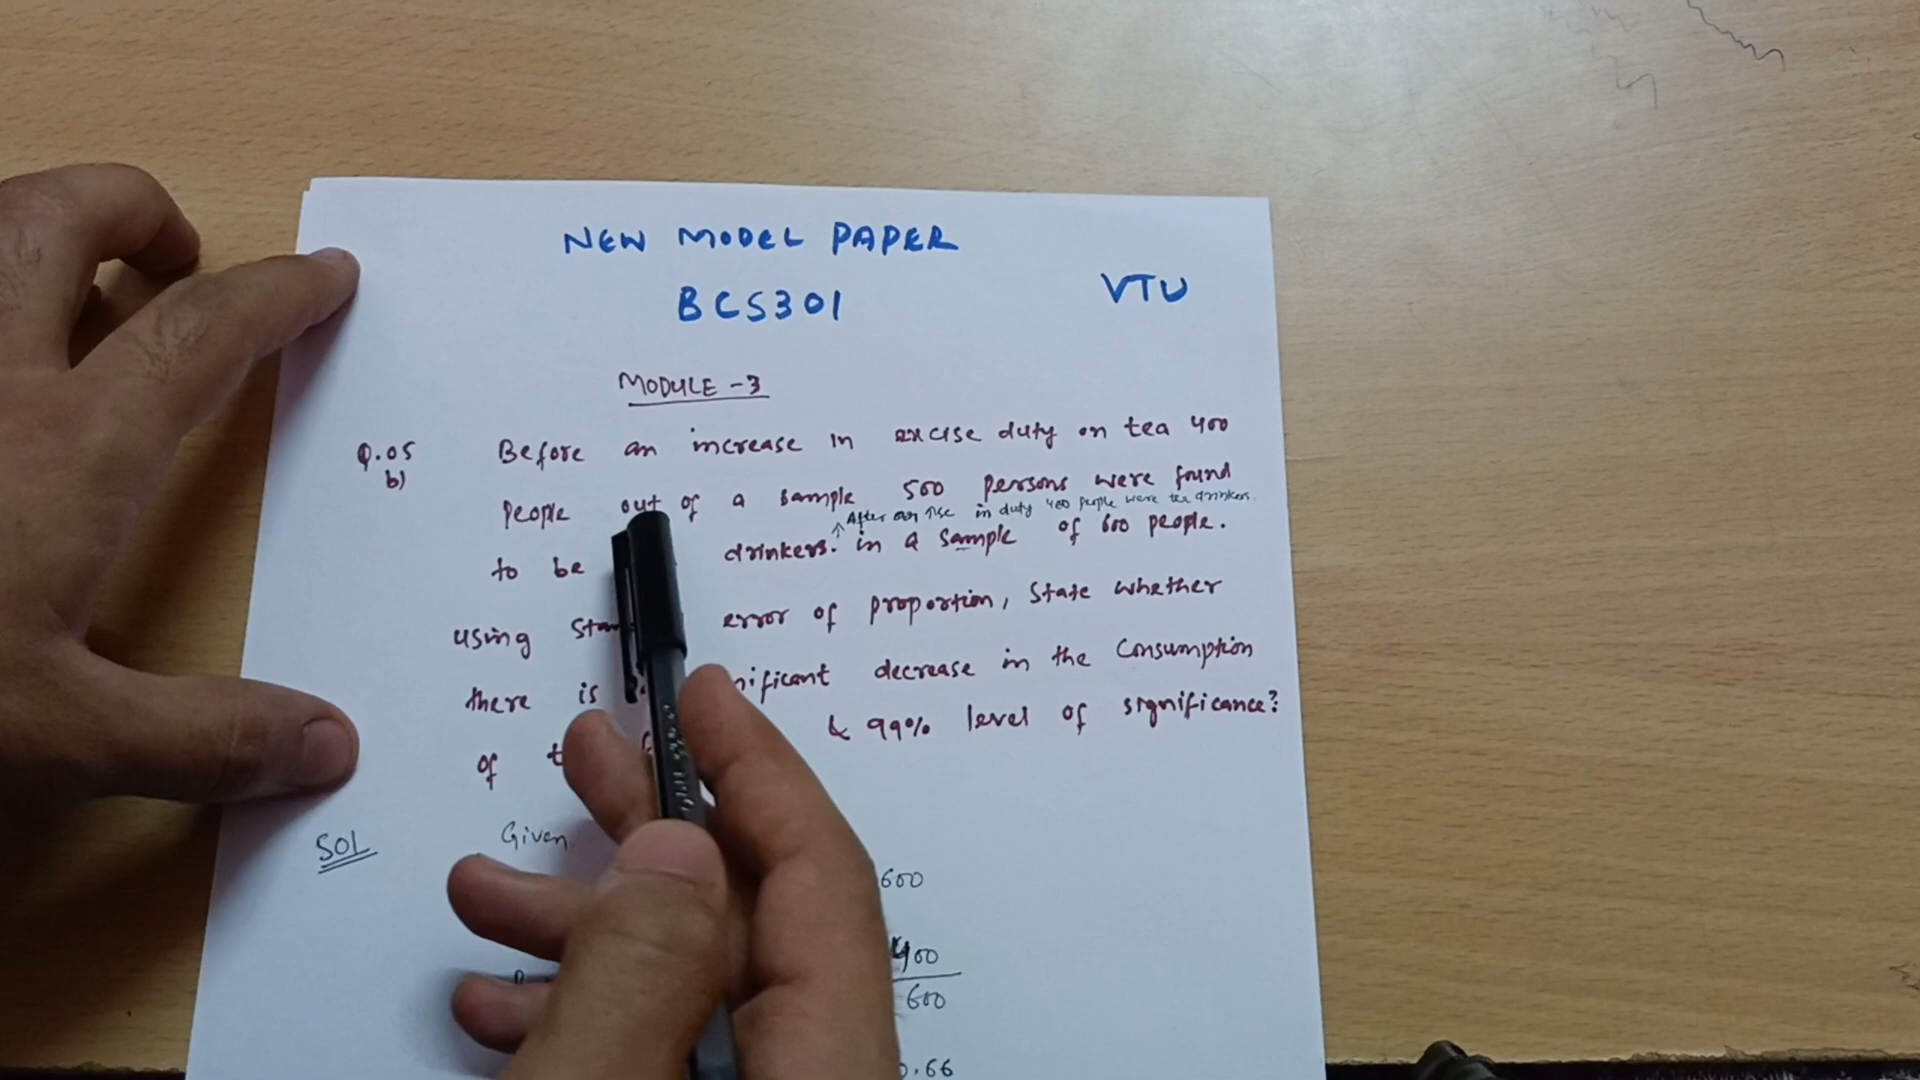 NEW MODEL PAPER
BCS301
VTU
MODULE-3
Q.05 Before an increase in excise duty on tea 400
b)
People out of a sample 500 persons were found
↑ After an rise in duty 400 people were tea drinkers.
to be drinkers. in a sample of 600 people.
using error of proportion, State whether
there is decrease in the consumption
of & 99% level of significance?
SOL Given
600
400
600
0.66